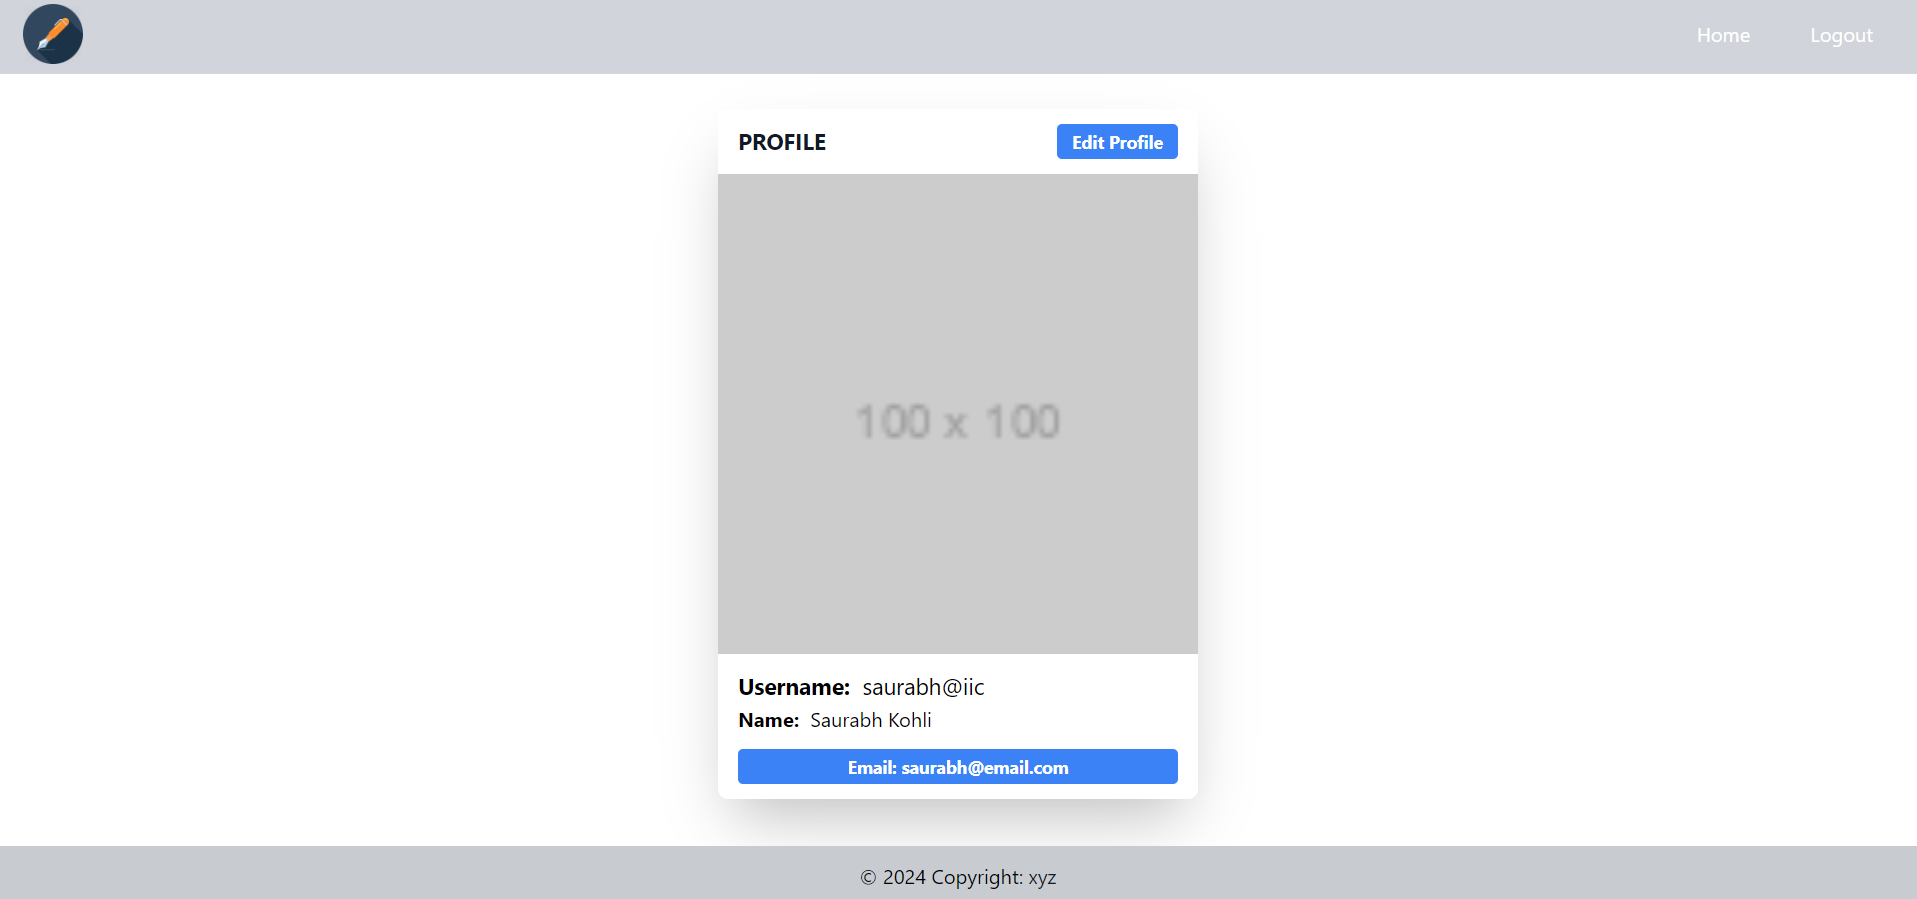 Home Logout
PROFILE Edit Profile
100 x 100
Username: saurabh@iic
Name: Saurabh Kohli
Email: saurabh@email.com
© 2024 Copyright: xyz